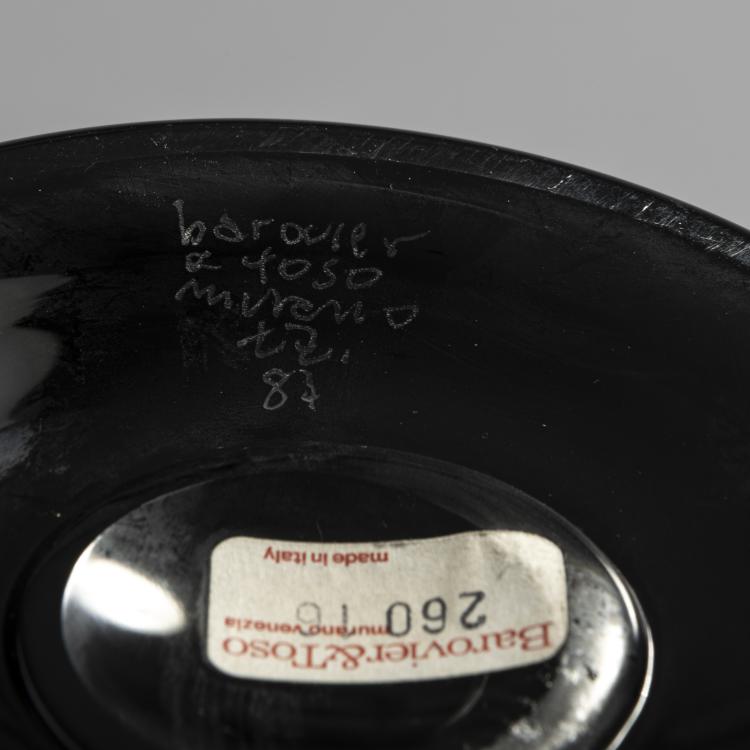 barovier
& toso
murano
t.z.
87
Barovier&Toso
murano venezia
260
made in italy